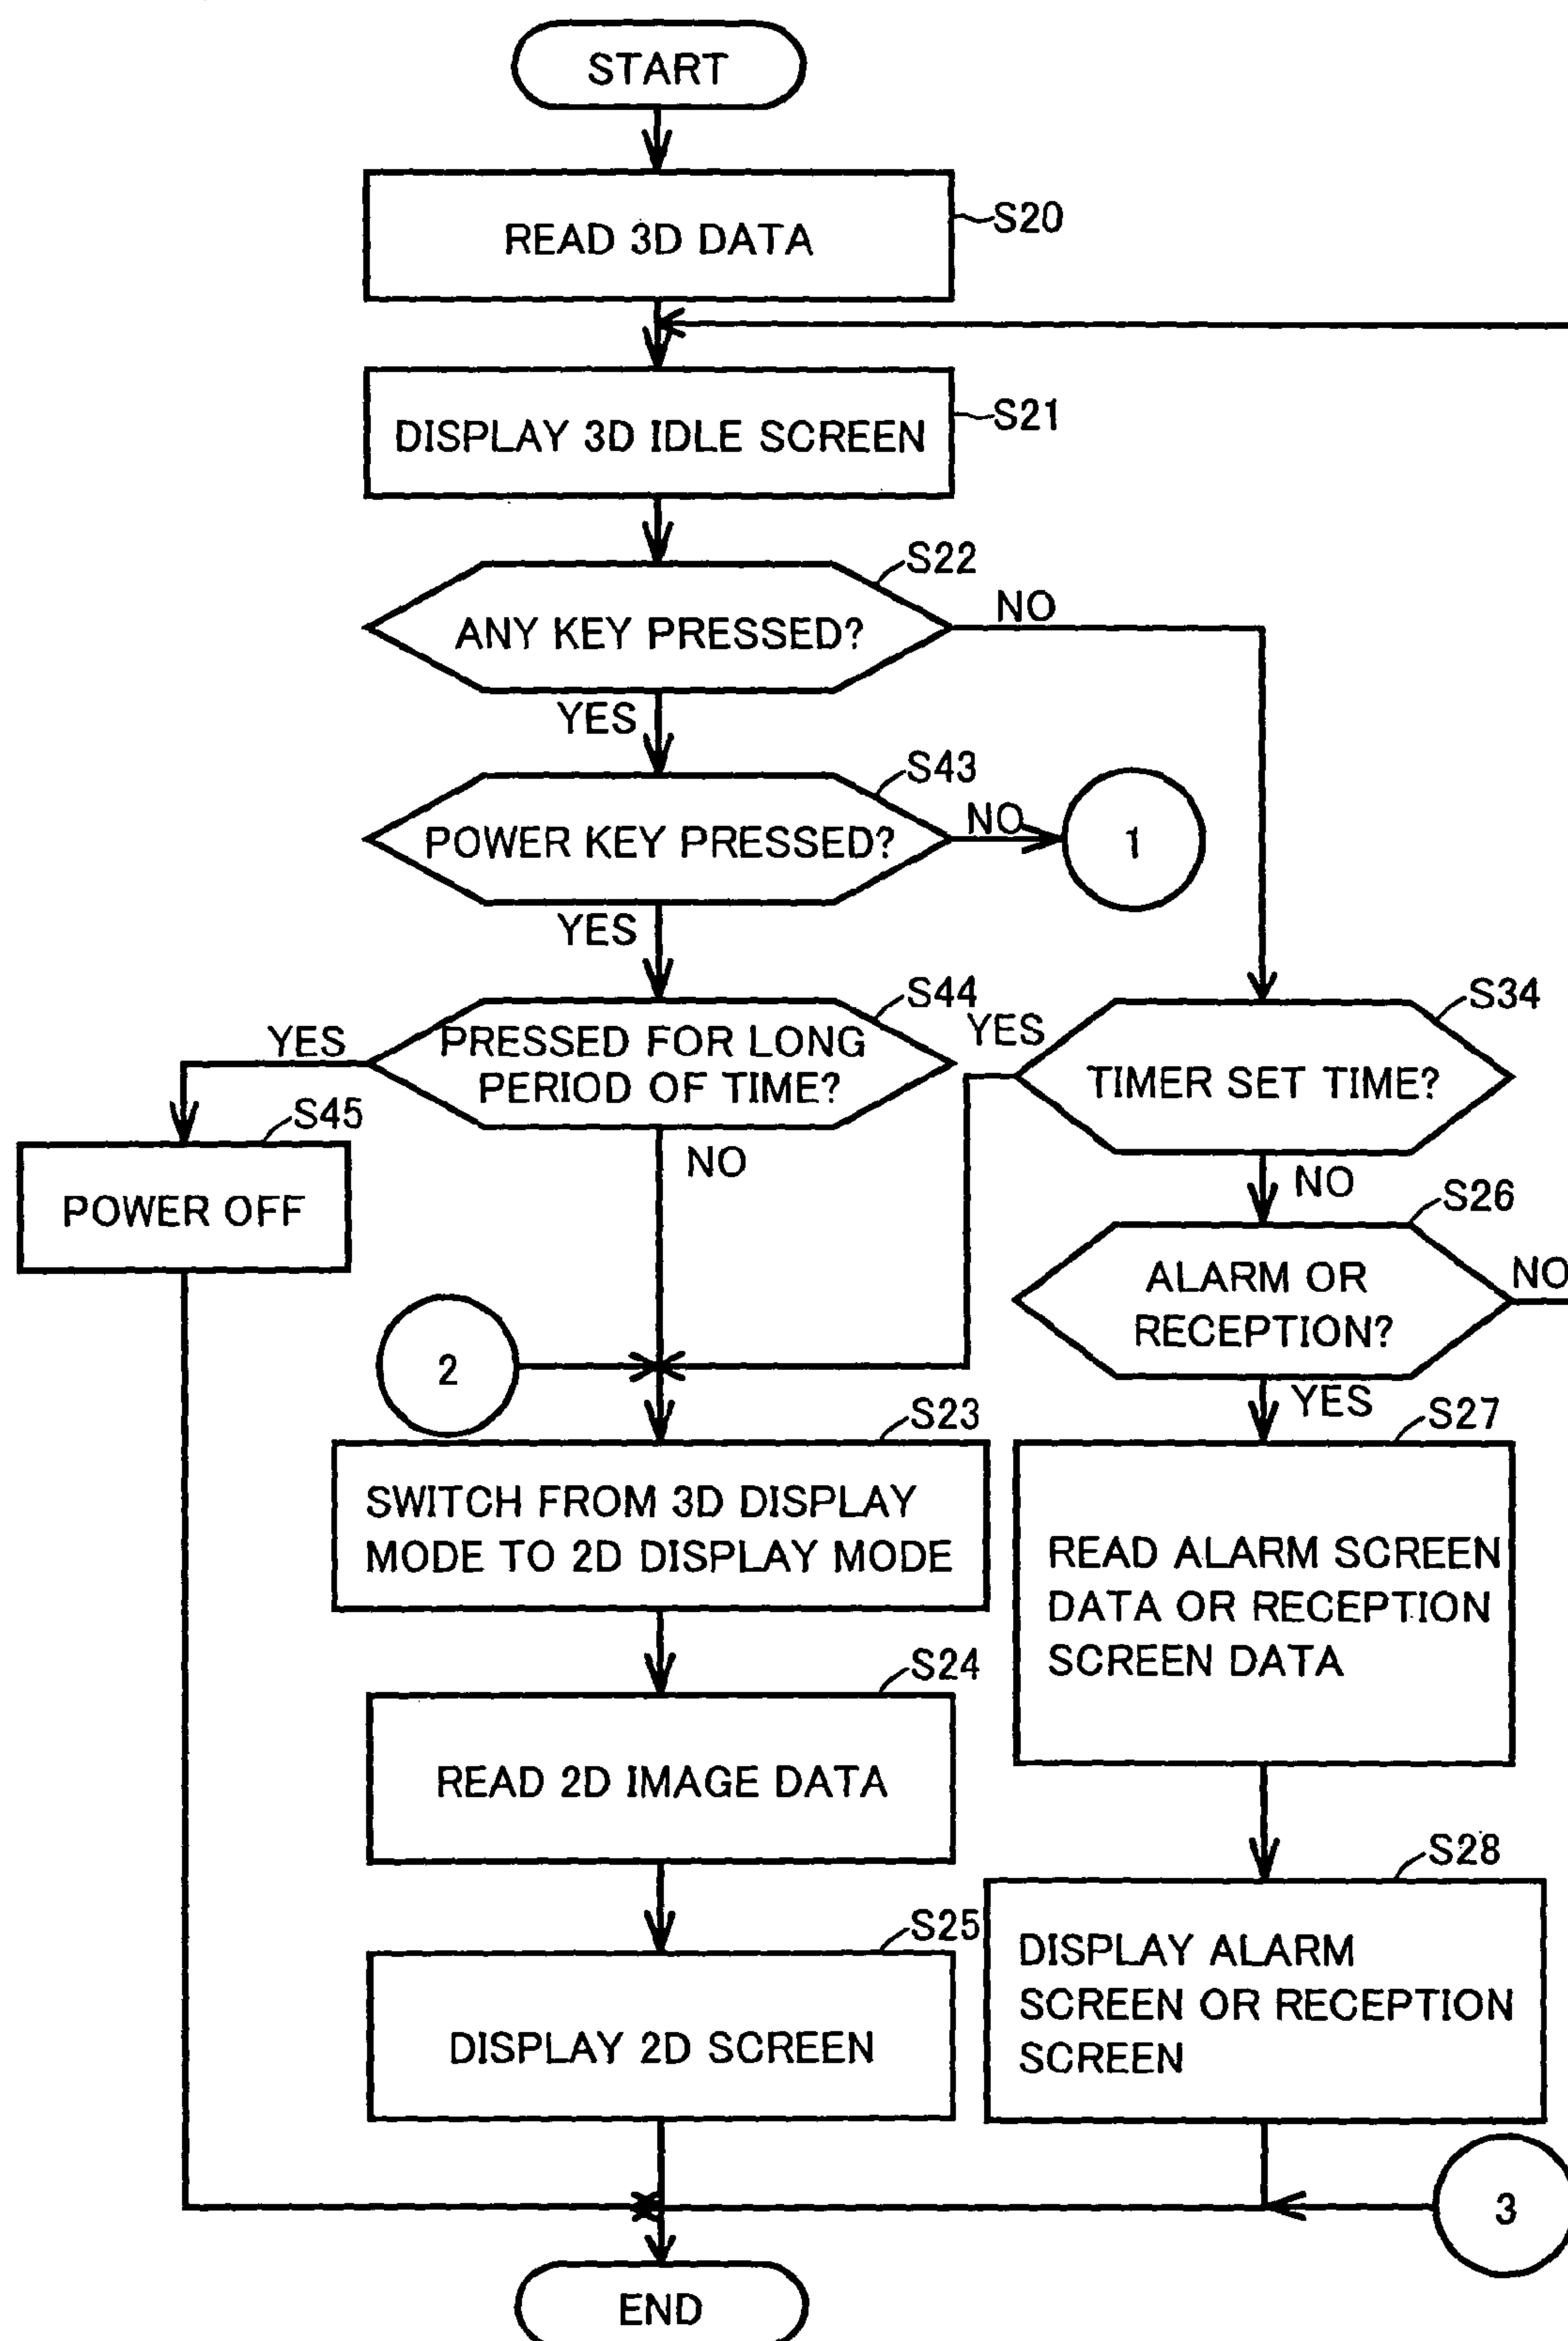 START
READ 3D DATA
S20
DISPLAY 3D IDLE SCREEN
S21
S22
ANY KEY PRESSED?
NO
YES
S43
POWER KEY PRESSED?
NO
1
YES
S44
PRESSED FOR LONG
PERIOD OF TIME?
YES
NO
S45
POWER OFF
S34
TIMER SET TIME?
YES
NO
S26
ALARM OR
RECEPTION?
NO
YES
2
S23
SWITCH FROM 3D DISPLAY
MODE TO 2D DISPLAY MODE
S27
READ ALARM SCREEN
DATA OR RECEPTION
SCREEN DATA
S24
READ 2D IMAGE DATA
S28
DISPLAY ALARM
SCREEN OR RECEPTION
SCREEN
S25
DISPLAY 2D SCREEN
3
END